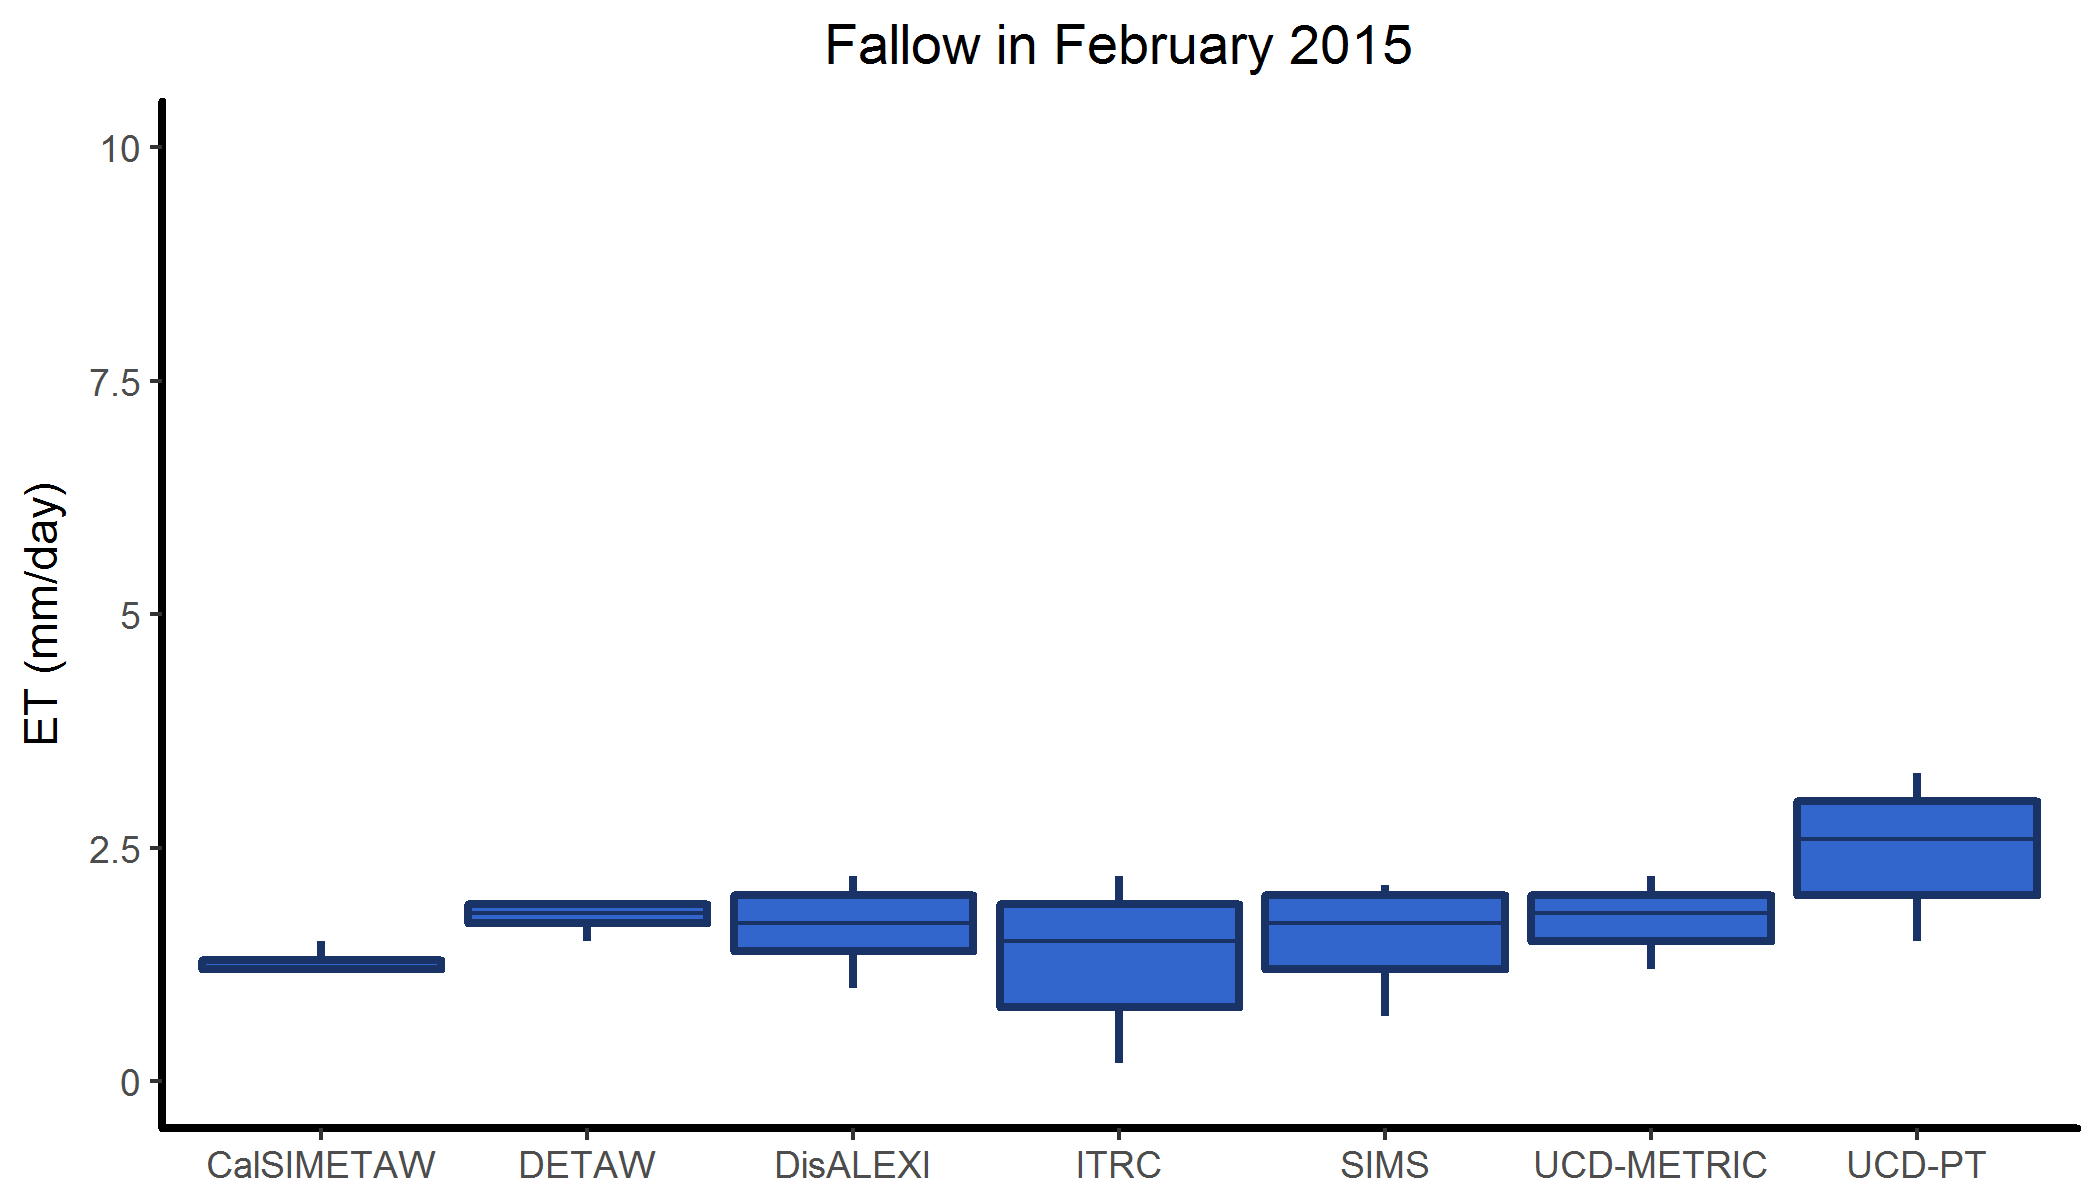 Fallow in February 2015
ET (mm/day)
10
7.5
5
2.5
0
CalSIMETAW DETAW DisALEXI ITRC SIMS UCD-METRIC UCD-PT